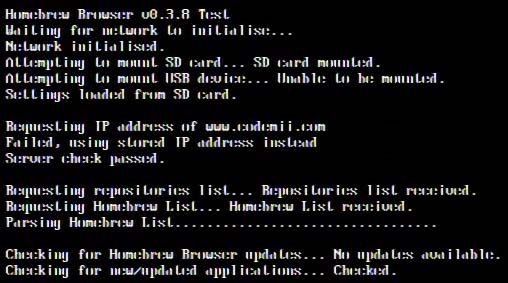 Homebrew Browser v0.3.8 Test
Waiting for network to initialise...
Network initialised.
Attempting to mount SD card... SD card mounted.
Attempting to mount USB device... Unable to be mounted.
Settings loaded from SD card.
Requesting IP address of www.codemii.com
Failed, using stored IP address instead
Server check passed.
Requesting repositories list... Repositories list received.
Requesting Homebrew List... Homebrew List received.
Parsing Homebrew List.................................
Checking for Homebrew Browser updates... No updates available.
Checking for new/updated applications... Checked.